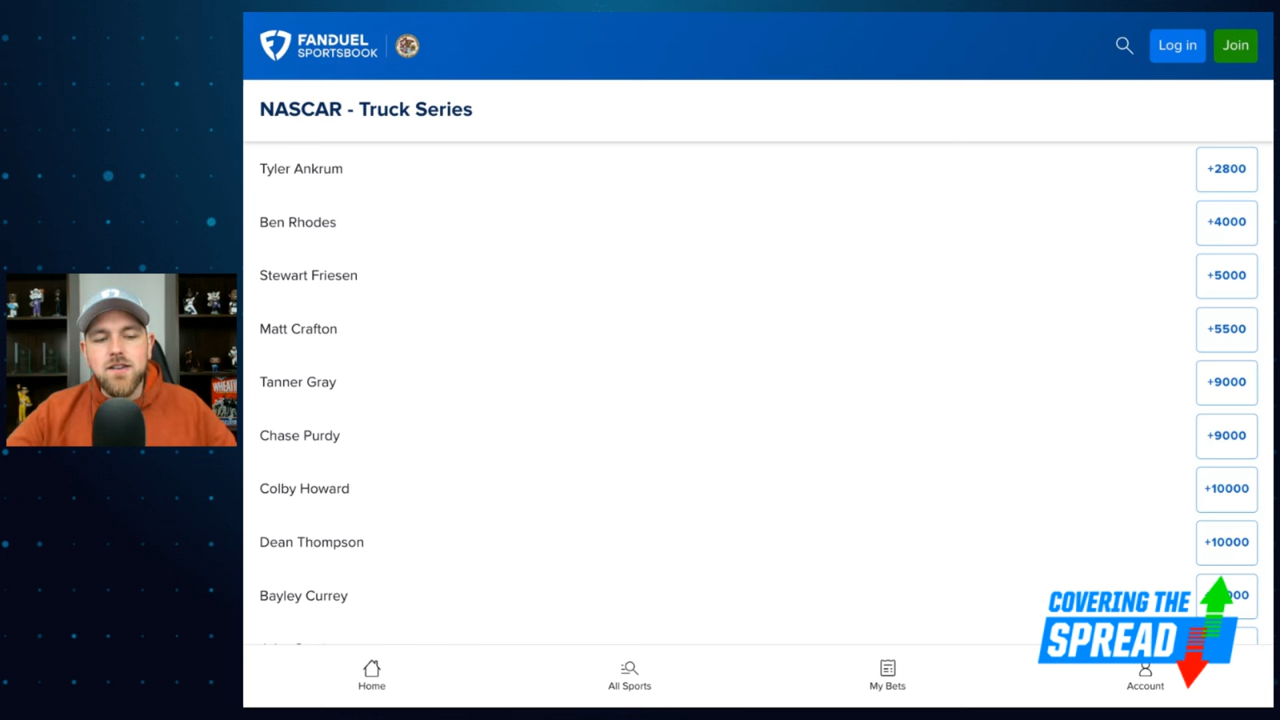 FANDUEL
SPORTSBOOK
Log in
Join
NASCAR - Truck Series
Tyler Ankrum
+2800
Ben Rhodes
+4000
Stewart Friesen
+5000
Matt Crafton
+5500
Tanner Gray
+9000
Chase Purdy
+9000
Colby Howard
+10000
Dean Thompson
+10000
Bayley Currey
COVERING THE
SPREAD
Home
All Sports
My Bets
Account